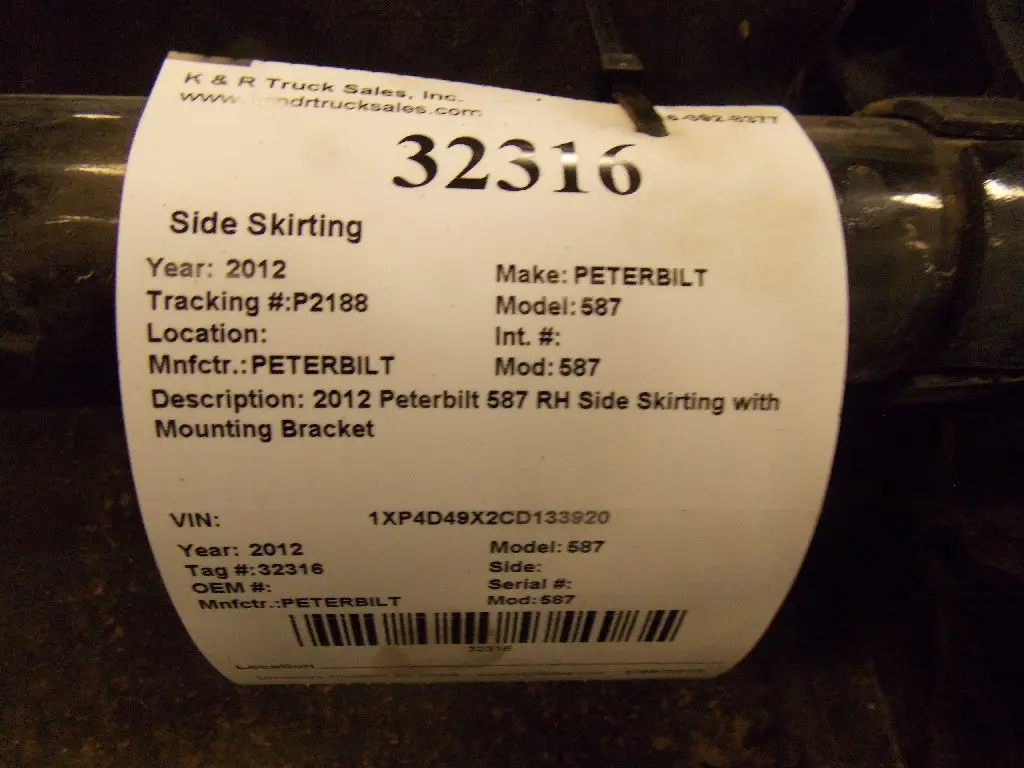 K & R Truck Sales, Inc.
32316
Side Skirting
Year: 2012 Make: PETERBILT
Tracking #:P2188 Model: 587
Location: Int. #:
Mnfctr.: PETERBILT Mod: 587
Description: 2012 Peterbilt 587 RH Side Skirting with
Mounting Bracket
VIN: 1XP4D49X2CD133920
Year: 2012 Model: 587
Tag #:32316 Side:
OEM #: Serial #:
Mnfctr.:PETERBILT Mod:587
32316
Location